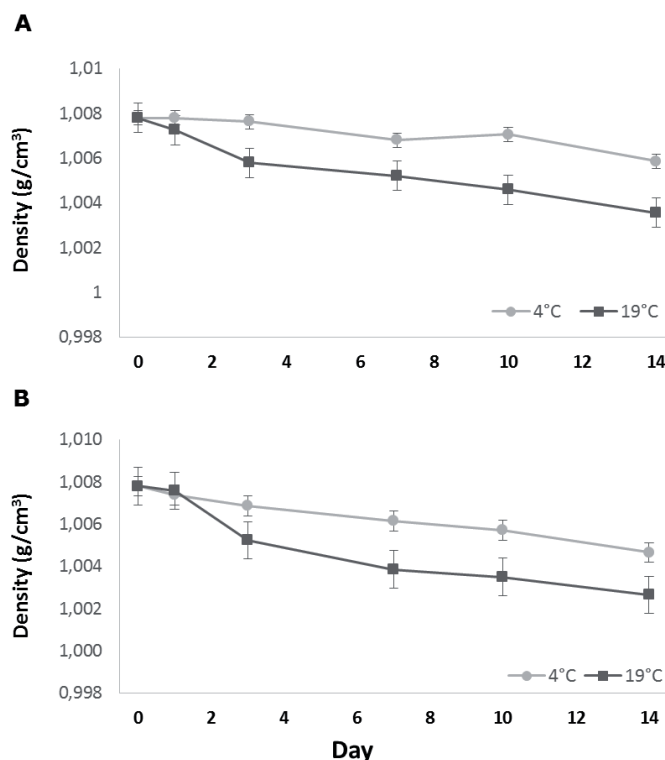 A
Density (g/cm³)
1,01
1,008
1,006
1,004
1,002
1
0,998
4°C 19°C
0 2 4 6 8 10 12 14
B
Density (g/cm³)
1,010
1,008
1,006
1,004
1,002
1,000
0,998
4°C 19°C
0 2 4 6 8 10 12 14
Day